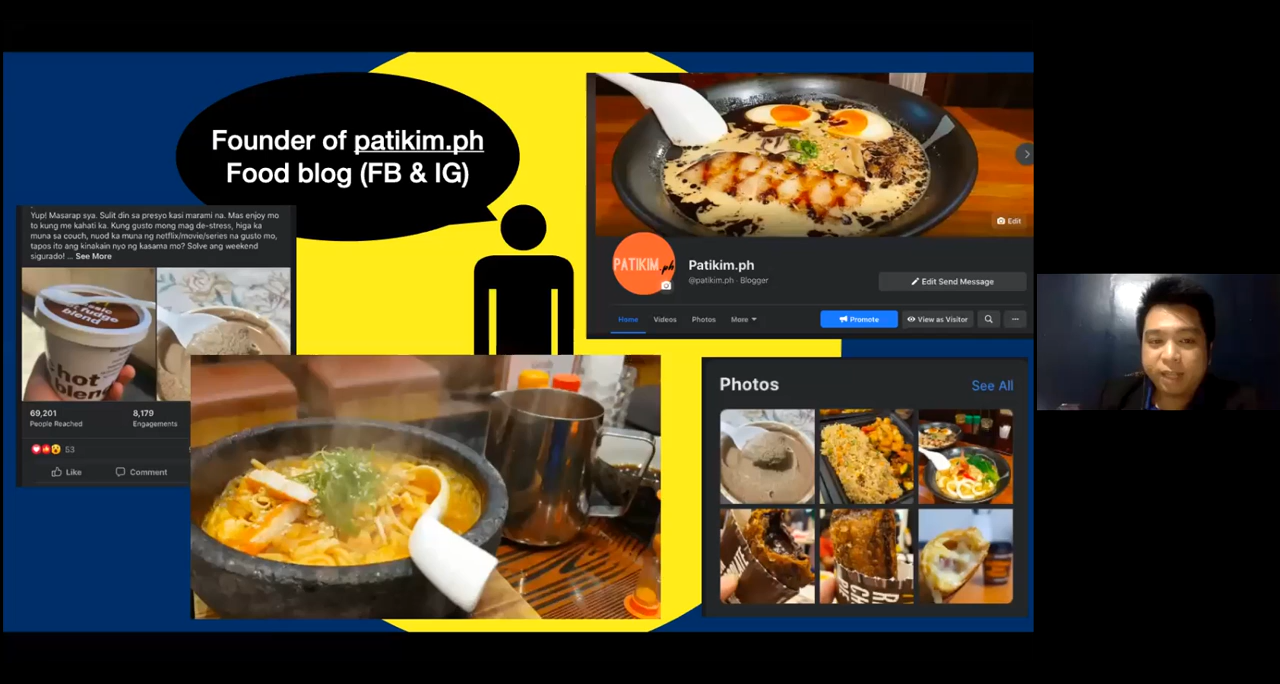 Founder of patikim.ph
Food blog (FB & IG)
Yup! Masarap sya. Sulit din sa presyo kasi marami na. Mas enjoy mo
to kung me kahati ka. Kung gusto mong mag de-stress, higa ka
muna sa couch, nuod ka muna ng netflix/movie/series na gusto mo,
tapos ito ang kinakain nyo ng kasama mo? Solve ang weekend
sigurado! ... See More
fudge
blend
hot
blend
69,201
People Reached
8,179
Engagements
53
Like
Comment
Edit
PATIKIM.ph
Patikim.ph
@patikim.ph · Blogger
Edit Send Message
Home
Videos
Photos
More
Promote
View as Visitor
Photos
See All